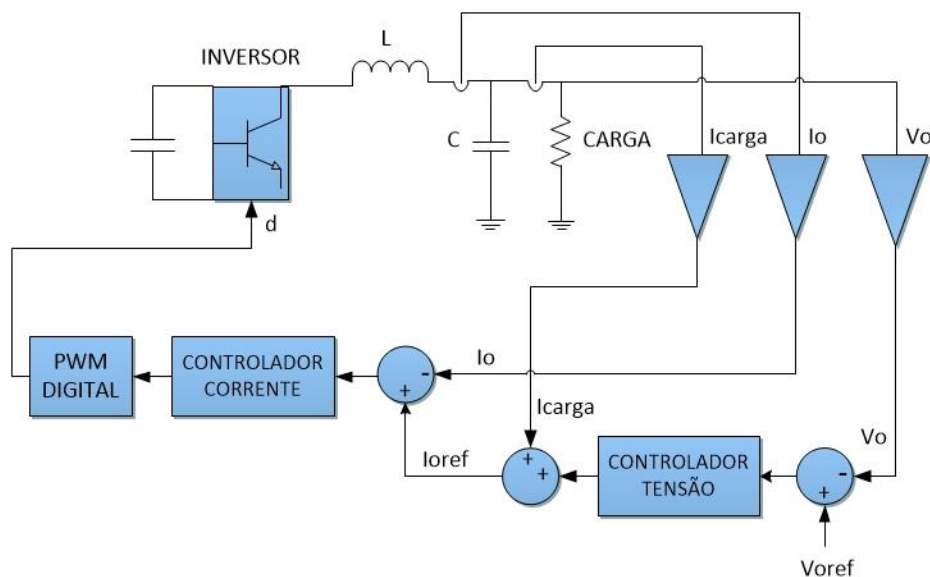 L
INVERSOR
C
CARGA
Icarga
Io
Vo
d
PWM
DIGITAL
CONTROLADOR
CORRENTE
-
+
Io
Icarga
Ioref
+
+
CONTROLADOR
TENSÃO
Vo
-
+
Voref